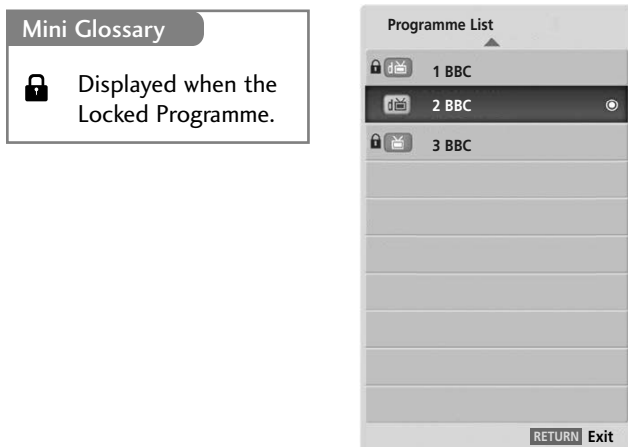 Mini Glossary
Displayed when the
Locked Programme.
Programme List
1 BBC
2 BBC
3 BBC
RETURN Exit